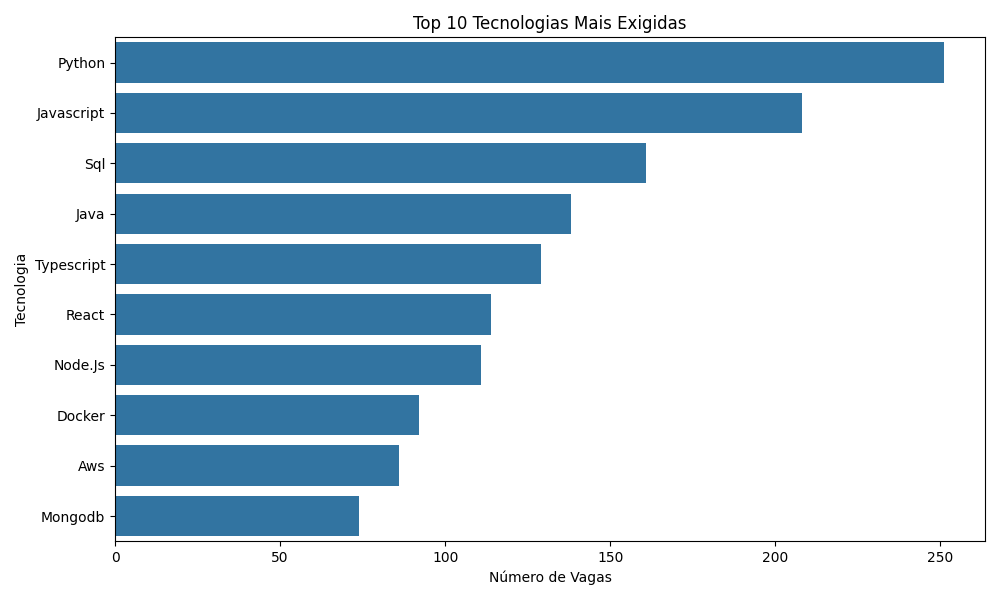 Top 10 Tecnologias Mais Exigidas
Tecnologia
Python
Javascript
Sql
Java
Typescript
React
Node.Js
Docker
Aws
Mongodb
0 50 100 150 200 250
Número de Vagas